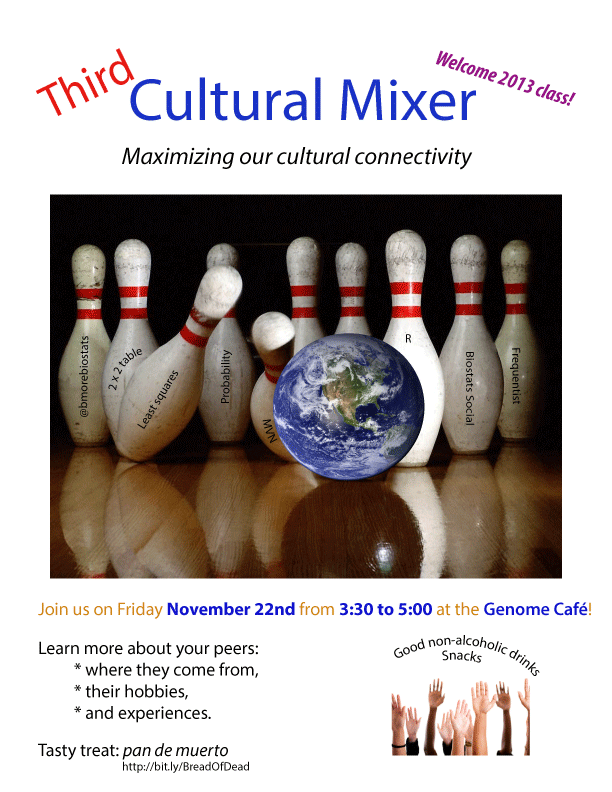 Third
Cultural Mixer
Welcome 2013 class!
Maximizing our cultural connectivity
@bmorebiostats
2 x 2 table
Least squares
Probability
MVN
R
Biostats Social
Frequentist
Join us on Friday November 22nd from 3:30 to 5:00 at the Genome Café!
Learn more about your peers:
* where they come from,
* their hobbies,
* and experiences.
Good non-alcoholic drinks
Snacks
Tasty treat: pan de muerto
http://bit.ly/BreadOfDead